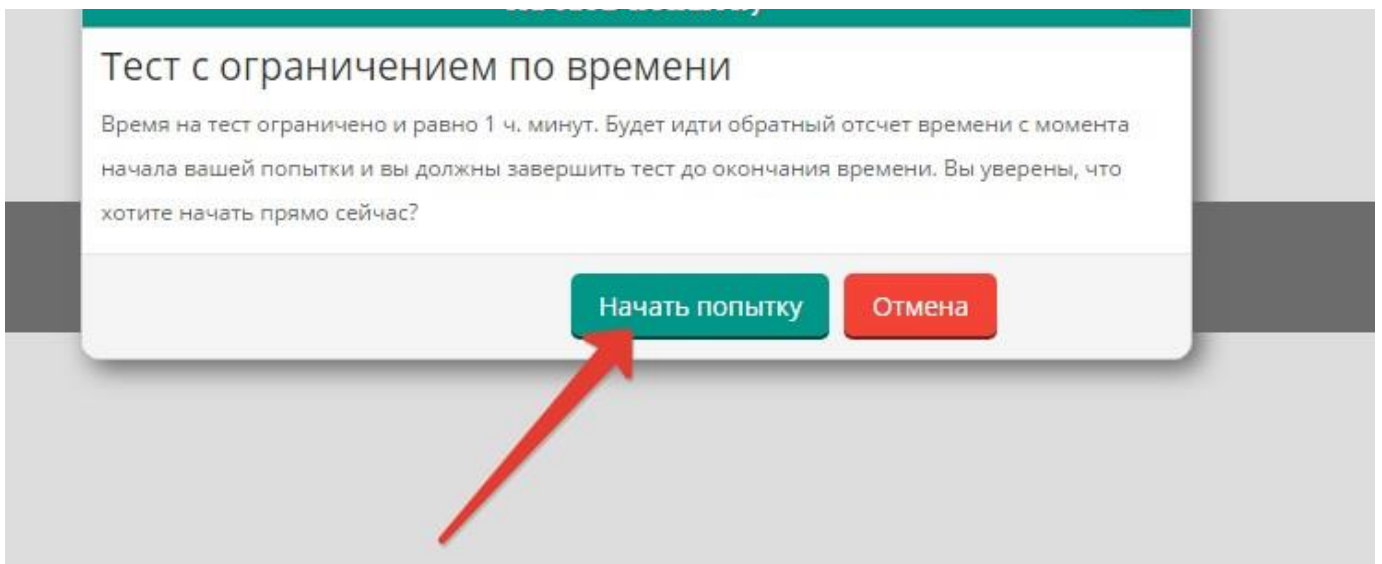 Тест с ограничением по времени
Время на тест ограничено и равно 1 ч. минут. Будет идти обратный отсчет времени с момента
начала вашей попытки и вы должны завершить тест до окончания времени. Вы уверены, что
хотите начать прямо сейчас?
Начать попытку
Отмена